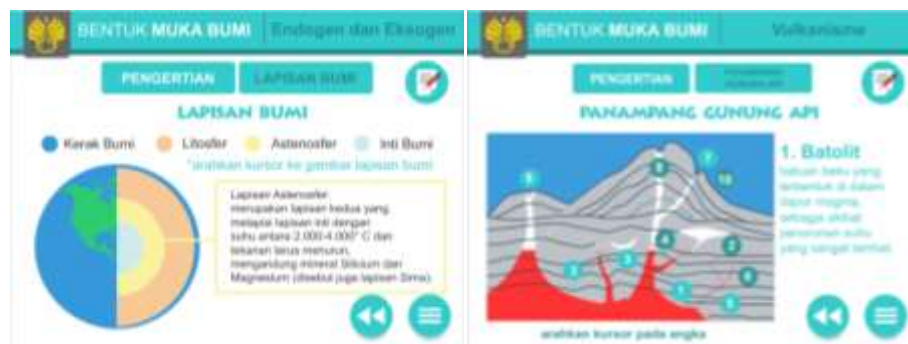 BENTUK MUKA BUMI
Endogen dan Eksogen
PENGERTIAN
LAPISAN BUMI
LAPISAN BUMI
Kerak Bumi
Litosfer
Astenosfer
Inti Bumi
*arahkan kursor ke gambar lapisan bumi
Lapisan Astenosfer
merupakan lapisan kedua yang
melapisi lapisan inti dengan
suhu antara 2.000-4.000° C dan
tekanan terus menurun,
mengandung mineral Silicium dan
Magnesium (disebut juga lapisan Sima)
BENTUK MUKA BUMI
Vulkanisme
PENGERTIAN
PANAMPANG GUNUNG API
1. Batolit
batuan beku yang
terbentuk di dalam
dapur magma,
sebagai akibat
penurunan suhu
yang sangat lambat
arahkan kursor pada angka